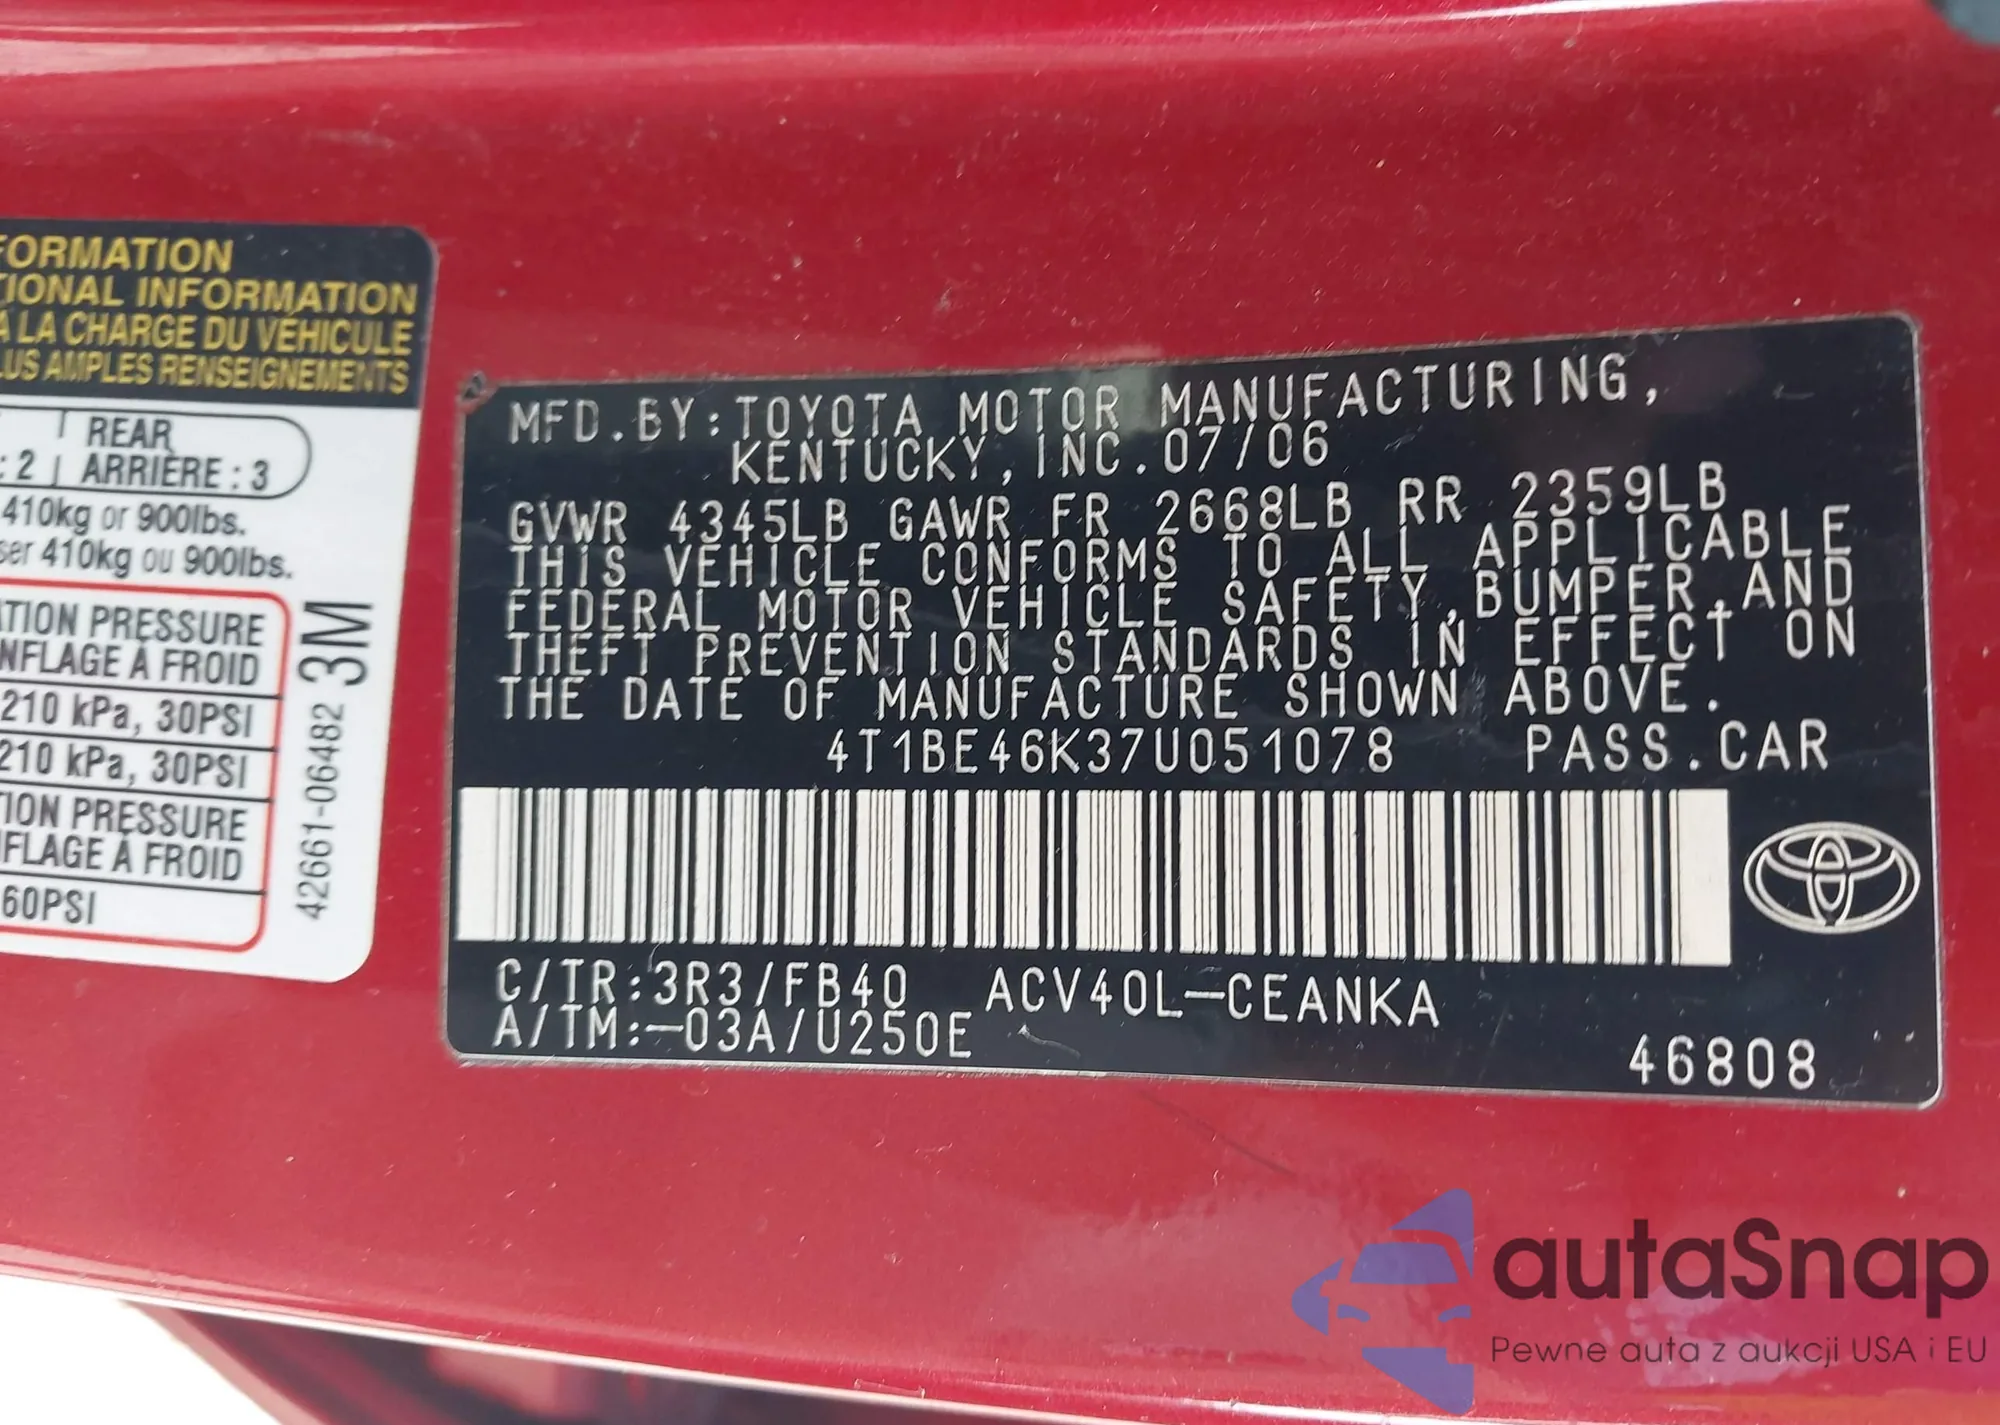 FORMATION
TIONAL INFORMATION
À LA CHARGE DU VÉHICULE
LUS AMPLES RENSEIGNEMENTS
REAR
: 2 ARRIÈRE : 3
410kg or 900lbs.
ser 410kg ou 900lbs.
ATION PRESSURE
NFLAGE À FROID
210 kPa, 30PSI
210 kPa, 30PSI
TION PRESSURE
FLAGE À FROID
60PSI
42661-06482 3M
MFD.BY:TOYOTA MOTOR MANUFACTURING,
KENTUCKY,INC.07/06
GVWR 4345LB GAWR FR 2668LB RR 2359LB
THIS VEHICLE CONFORMS TO ALL APPLICABLE
FEDERAL MOTOR VEHICLE SAFETY,BUMPER,AND
THEFT PREVENTION STANDARDS IN EFFECT ON
THE DATE OF MANUFACTURE SHOWN ABOVE.
4T1BE46K37U051078 PASS.CAR
C/TR:3R3/FB40 ACV40L-CEANKA
A/TM:-03A/U250E
46808
autaSnap
Pewne auta z aukcji USA i EU